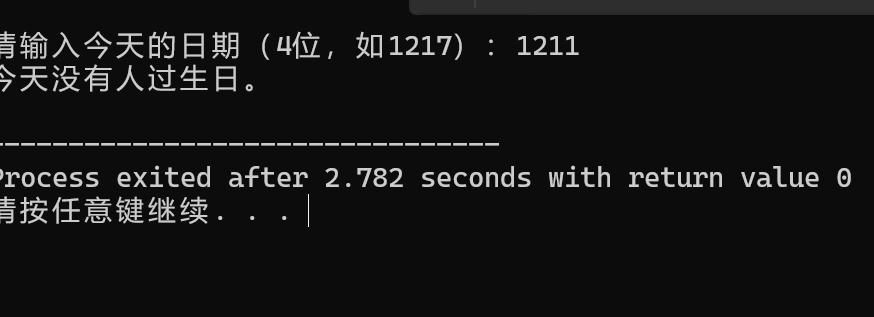 请输入今天的日期（4位，如1217）：1211
今天没有人过生日。
--------------------------------
Process exited after 2.782 seconds with return value 0
请按任意键继续. . .